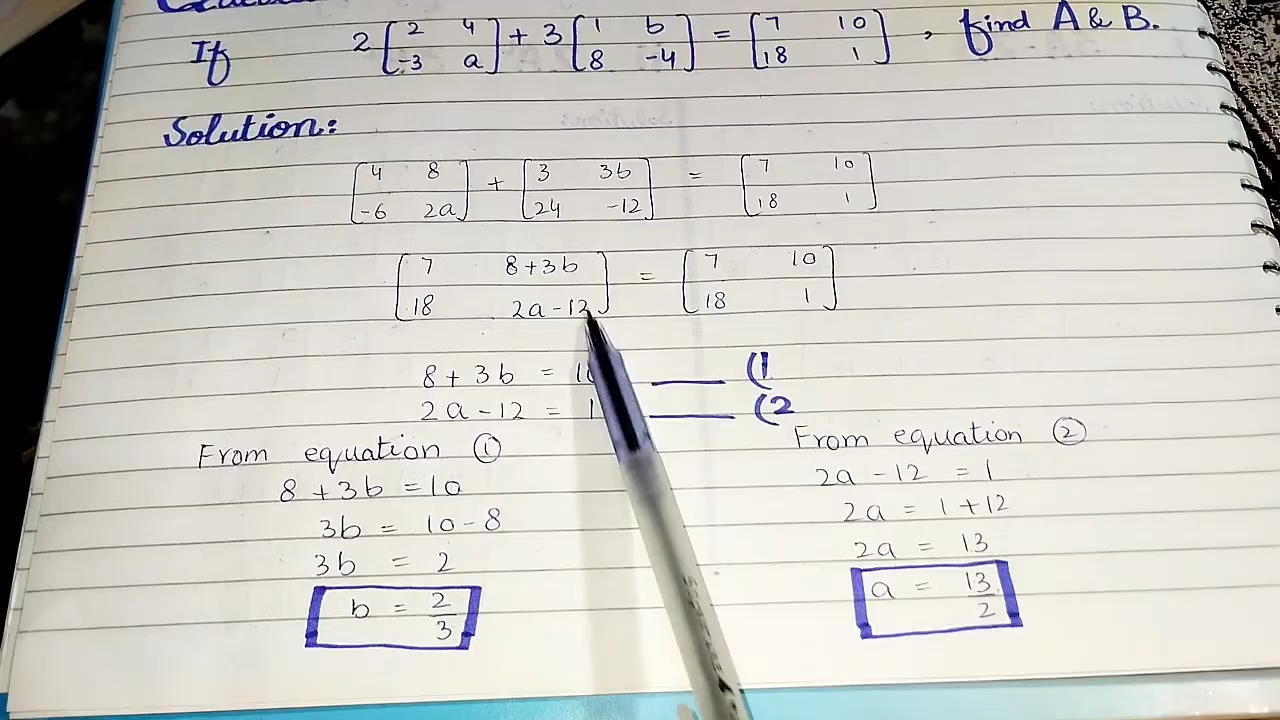 If 2 [2 4 -3 a] + 3 [1 b 8 -4] = [7 10 18 1] , find A & B.
Solution:
[4 8 -6 2a] + [3 3b 24 -12] = [7 10 18 1]
[7 8+3b 18 2a-12] = [7 10 18 1]
8 + 3b = 10 —— (1
2a - 12 = 1 —— (2
From equation ①
8 + 3b = 10
3b = 10 - 8
3b = 2
b = 2/3
From equation ②
2a - 12 = 1
2a = 1 + 12
2a = 13
a = 13/2